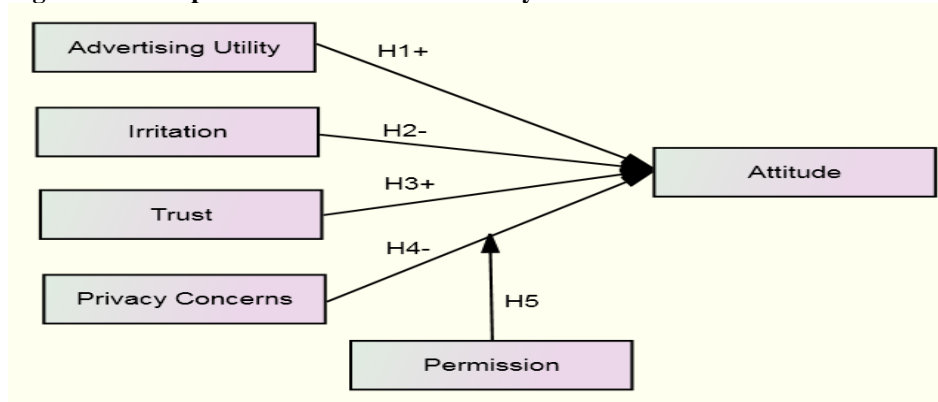 Advertising Utility
H1+
Irritation
H2-
Attitude
H3+
Trust
H4-
Privacy Concerns
H5
Permission